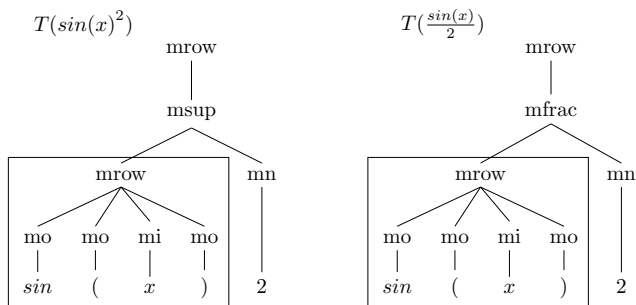 T(sin(x)²) T(sin(x)/2)
mrow mrow
msup mfrac
mrow mn mrow mn
mo mo mi mo mo mo mi mo
sin ( x ) 2 sin ( x ) 2